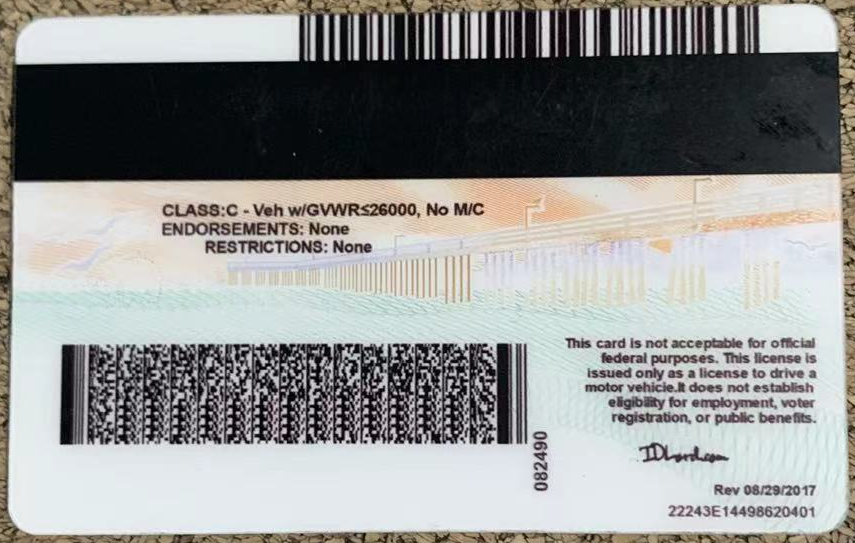 CLASS:C - Veh w/GVWR≤26000, No M/C
ENDORSEMENTS: None
RESTRICTIONS: None
This card is not acceptable for official
federal purposes. This license is
issued only as a license to drive a
motor vehicie.It does not establish
eligibility for employment, voter
registration, or public benefits.
082490
IDLord.com
Rev 08/29/2017
22243E14498620401